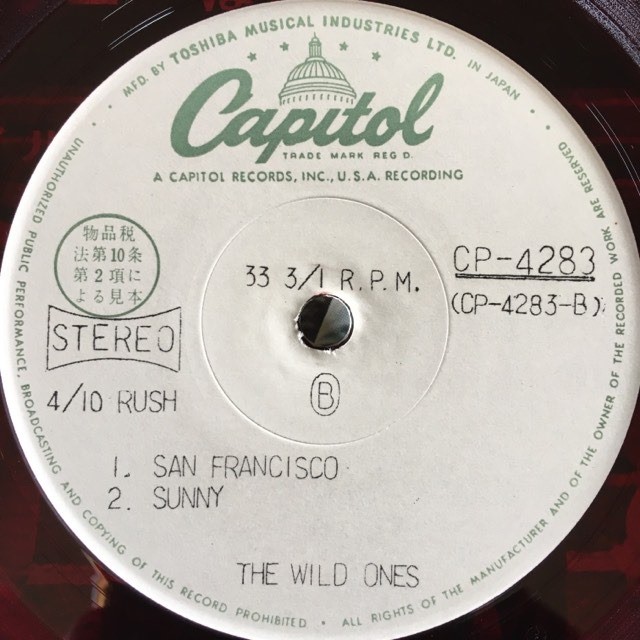 MFD. BY TOSHIBA MUSICAL INDUSTRIES LTD. IN JAPAN
Capitol
TRADE MARK REG D.
A CAPITOL RECORDS, INC., U.S.A. RECORDING
物品税
法第10条
第2項に
よる見本
STEREO
4/10 RUSH
33 3/1 R.P.M.
CP-4283
(CP-4283-B)
B
1. SAN FRANCISCO
2. SUNNY
THE WILD ONES
UNAUTHORIZED PUBLIC PERFORMANCE, BROADCASTING AND COPYING OF THIS RECORD PROHIBITED • ALL RIGHTS OF THE MANUFACTURER AND OF THE OWNER OF THE RECORDED WORK ARE RESERVED